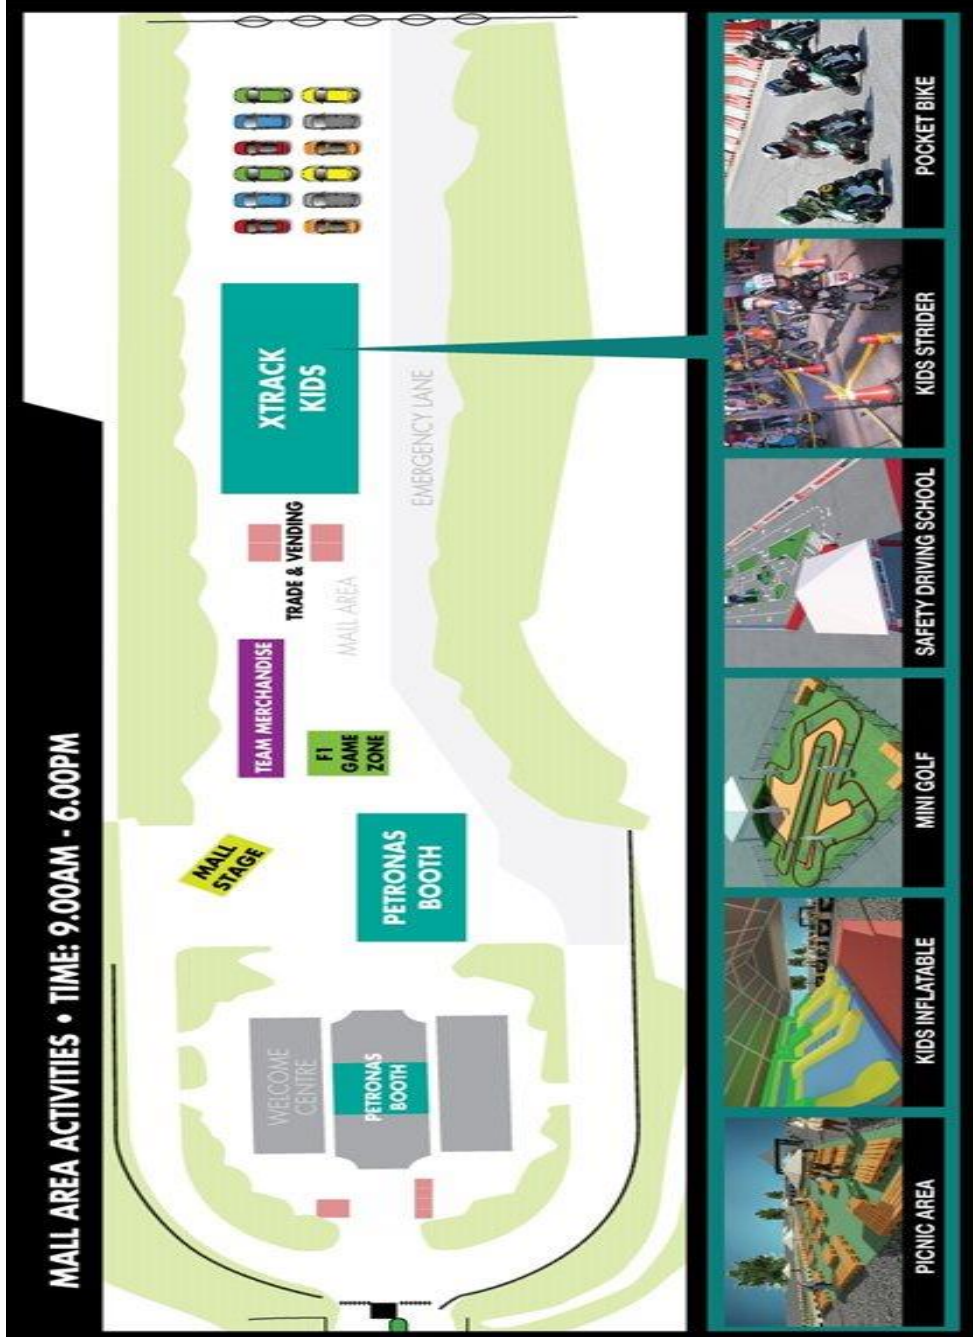 MALL AREA ACTIVITIES • TIME: 9.00AM - 6.00PM
WELCOME
CENTRE
PETRONAS
BOOTH
MALL
STAGE
PETRONAS
BOOTH
TEAM MERCHANDISE
F1
GAME
ZONE
TRADE & VENDING
MALL AREA
XTRACK
KIDS
EMERGENCY LANE
PICNIC AREA
KIDS INFLATABLE
MINI GOLF
SAFETY DRIVING SCHOOL
KIDS STRIDER
POCKET BIKE